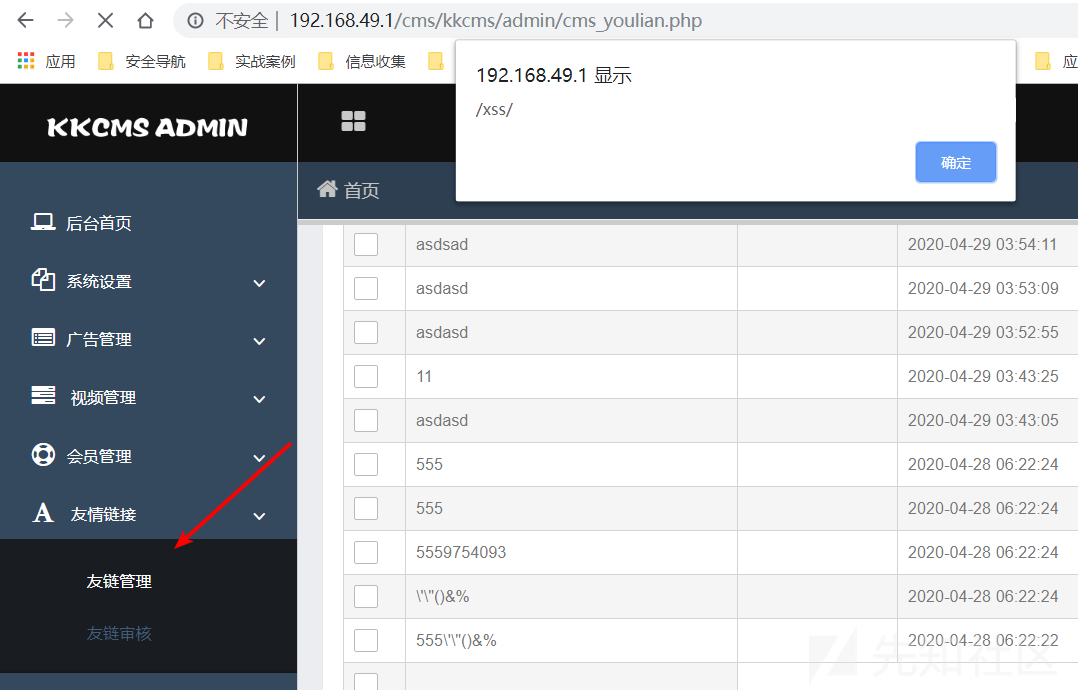 不安全 | 192.168.49.1/cms/kkcms/admin/cms_youlian.php
应用 安全导航 实战案例 信息收集 应
192.168.49.1 显示
/xss/
确定
KKCMS ADMIN
首页
后台首页
系统设置
广告管理
视频管理
会员管理
友情链接
友链管理
友链审核
asdsad 2020-04-29 03:54:11
asdasd 2020-04-29 03:53:09
asdasd 2020-04-29 03:52:55
11 2020-04-29 03:43:25
asdasd 2020-04-29 03:43:05
555 2020-04-28 06:22:24
555 2020-04-28 06:22:24
5559754093 2020-04-28 06:22:24
\'\"()&% 2020-04-28 06:22:24
555\'\"()&% 2020-04-28 06:22:22
先知社区